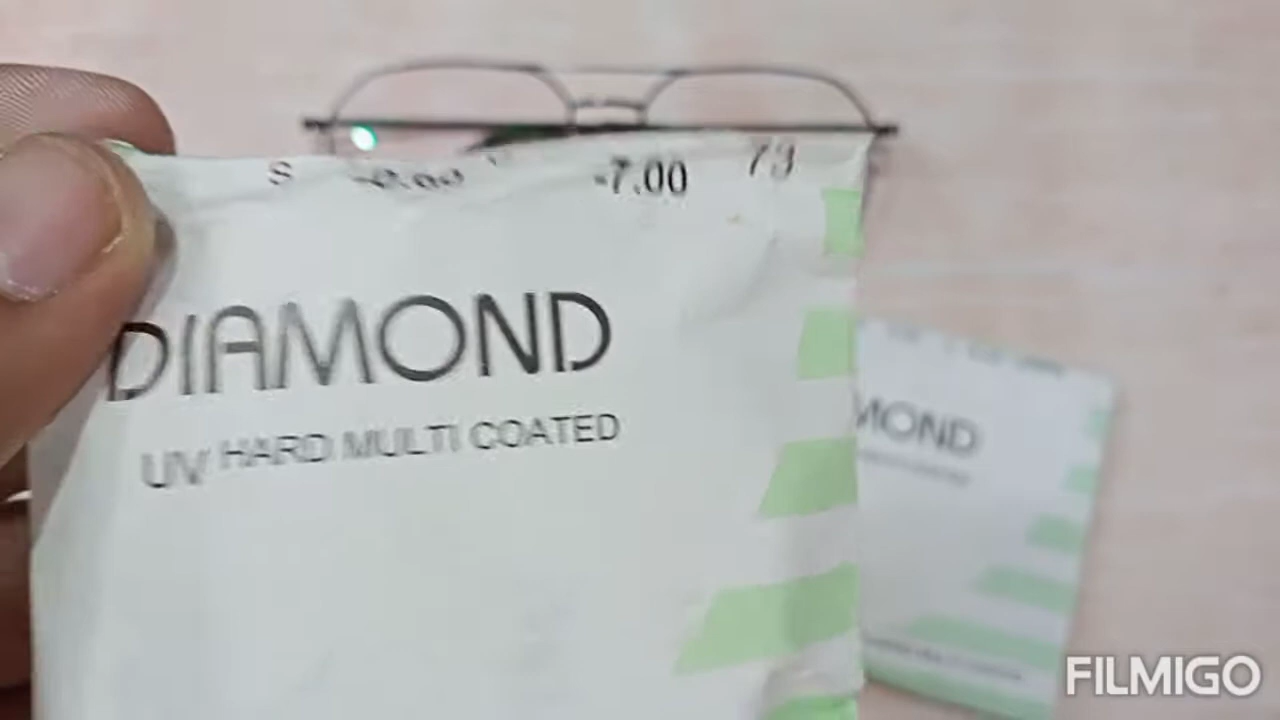 S -7.00 73
DIAMOND
UV HARD MULTI COATED
MOND
FILMIGO